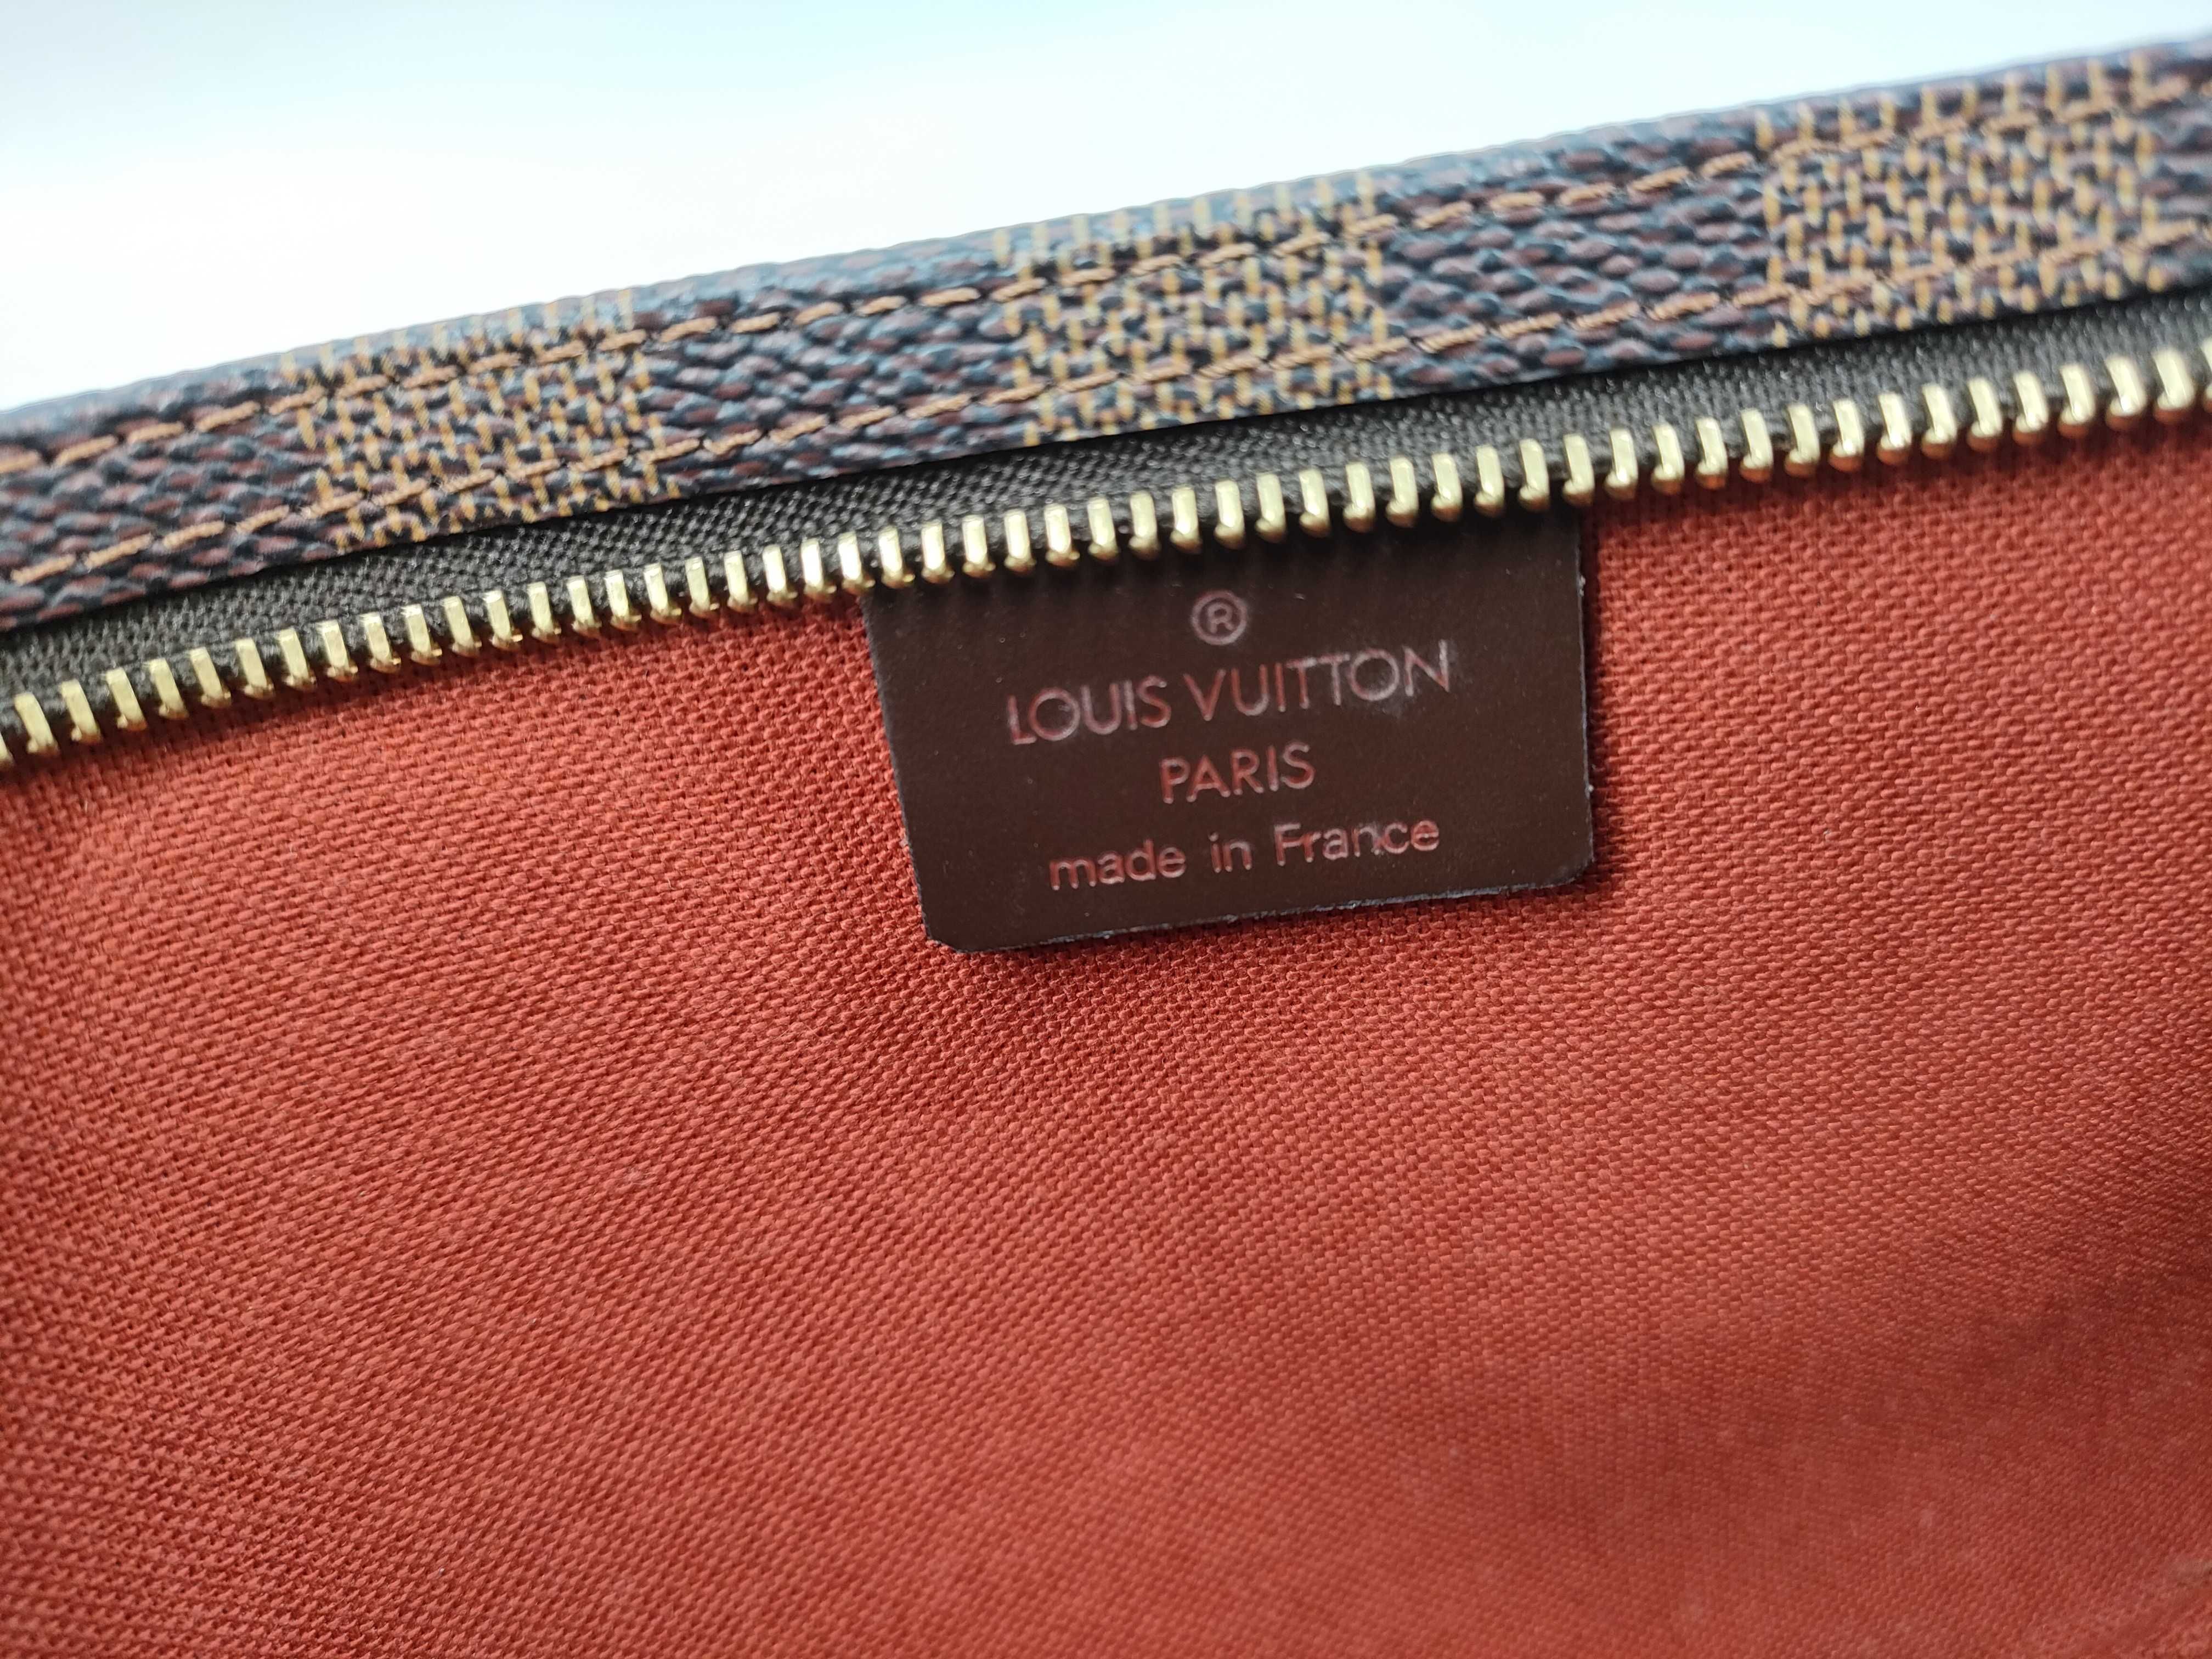 ®
LOUIS VUITTON
PARIS
made in France